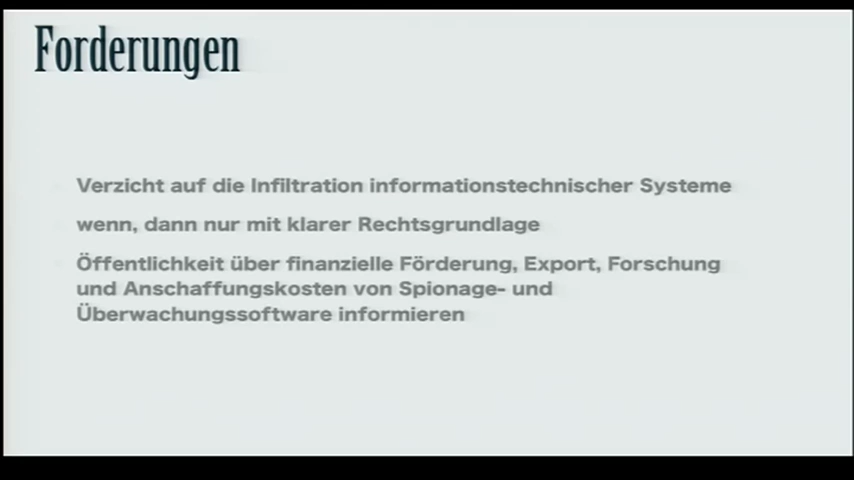 Forderungen
Verzicht auf die Infiltration informationstechnischer Systeme
wenn, dann nur mit klarer Rechtsgrundlage
Öffentlichkeit über finanzielle Förderung, Export, Forschung
und Anschaffungskosten von Spionage- und
Überwachungssoftware informieren